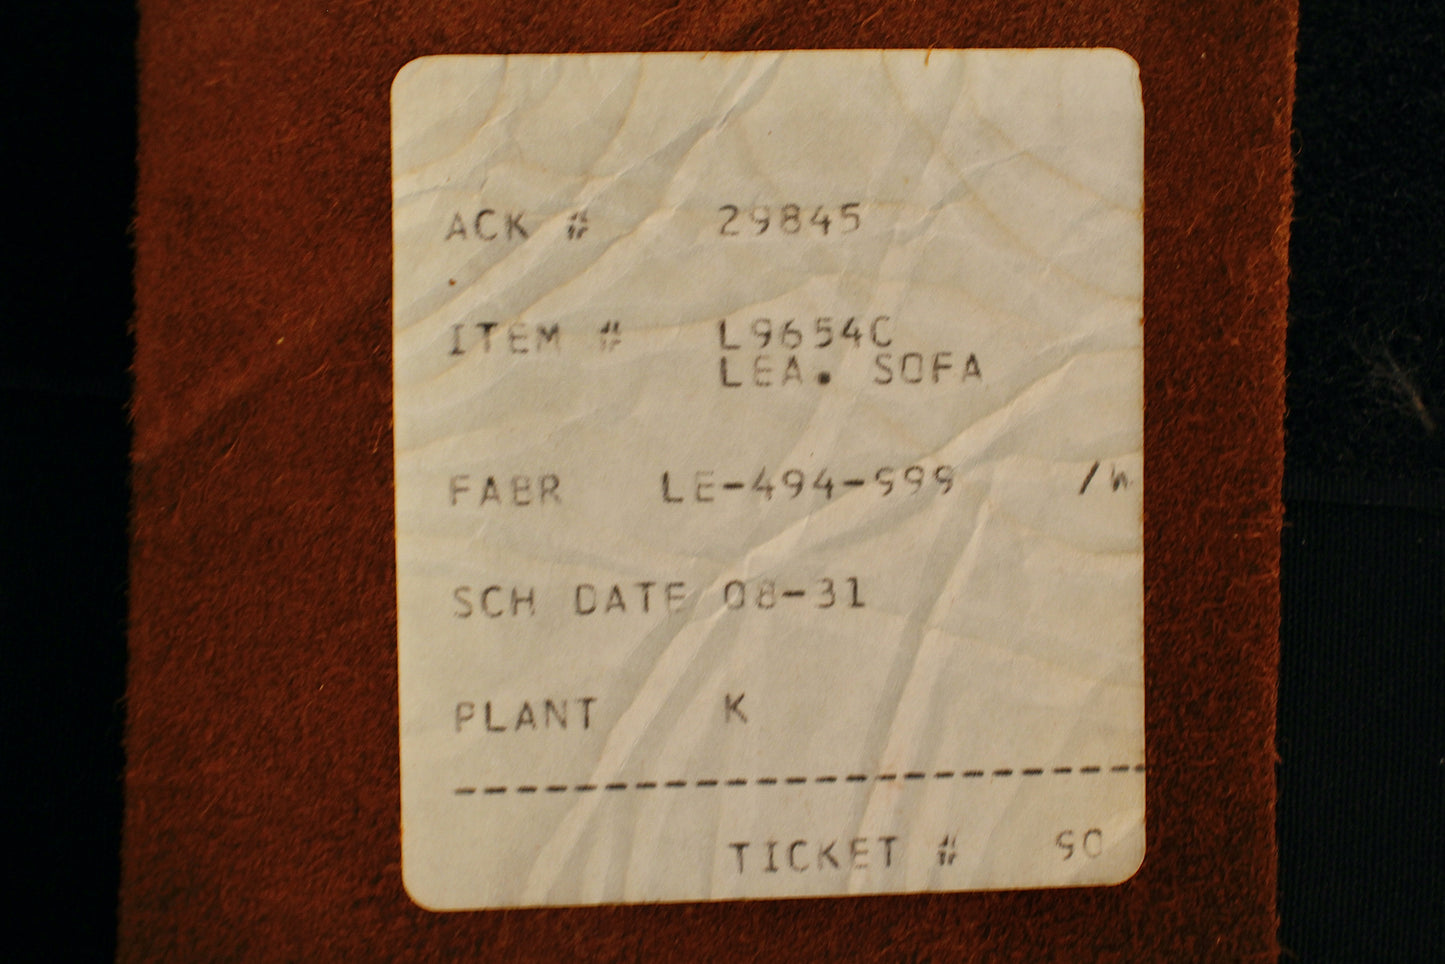 ACK # 29845
ITEM # L9654C
LEA. SOFA
FABR LE-494-999
SCH DATE 08-31
PLANT K
-----------------------
TICKET # 90